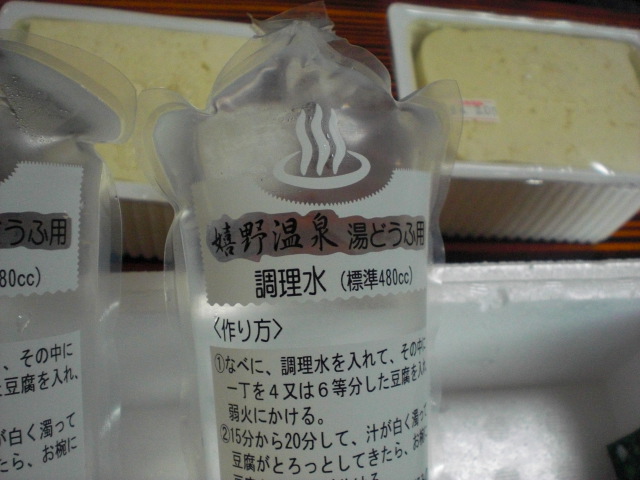 嬉野温泉 湯どうふ用
調理水（標準480cc）
〈作り方〉
①なべに、調理水を入れて、その中に
一丁を４又は６等分した豆腐を入れ、
弱火にかける。
②15分から20分して、汁が白く濁って
豆腐がとろっとしてきたら、お椀に
どうふ用
80cc）
、その中に
た豆腐を入れ、
が白く濁って
たら、お椀に